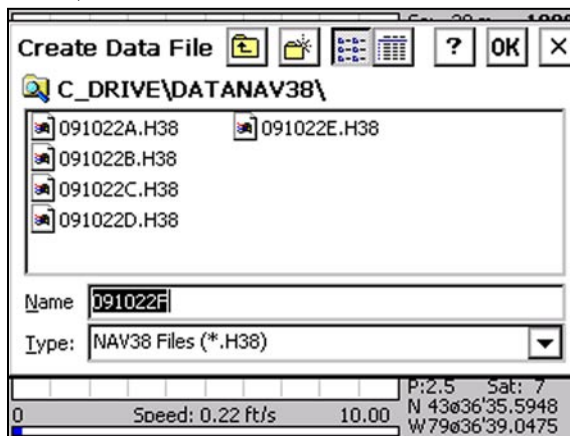 Create Data File ? OK ×
C_DRIVE\DATANAV38\
091022A.H38 091022E.H38
091022B.H38
091022C.H38
091022D.H38
Name 091022F
Type: NAV38 Files (*.H38)
P:2.5 Sat: 7
0 Speed: 0.22 ft/s 10.00 N 43ø36'35.5948
W79ø36'39.0475